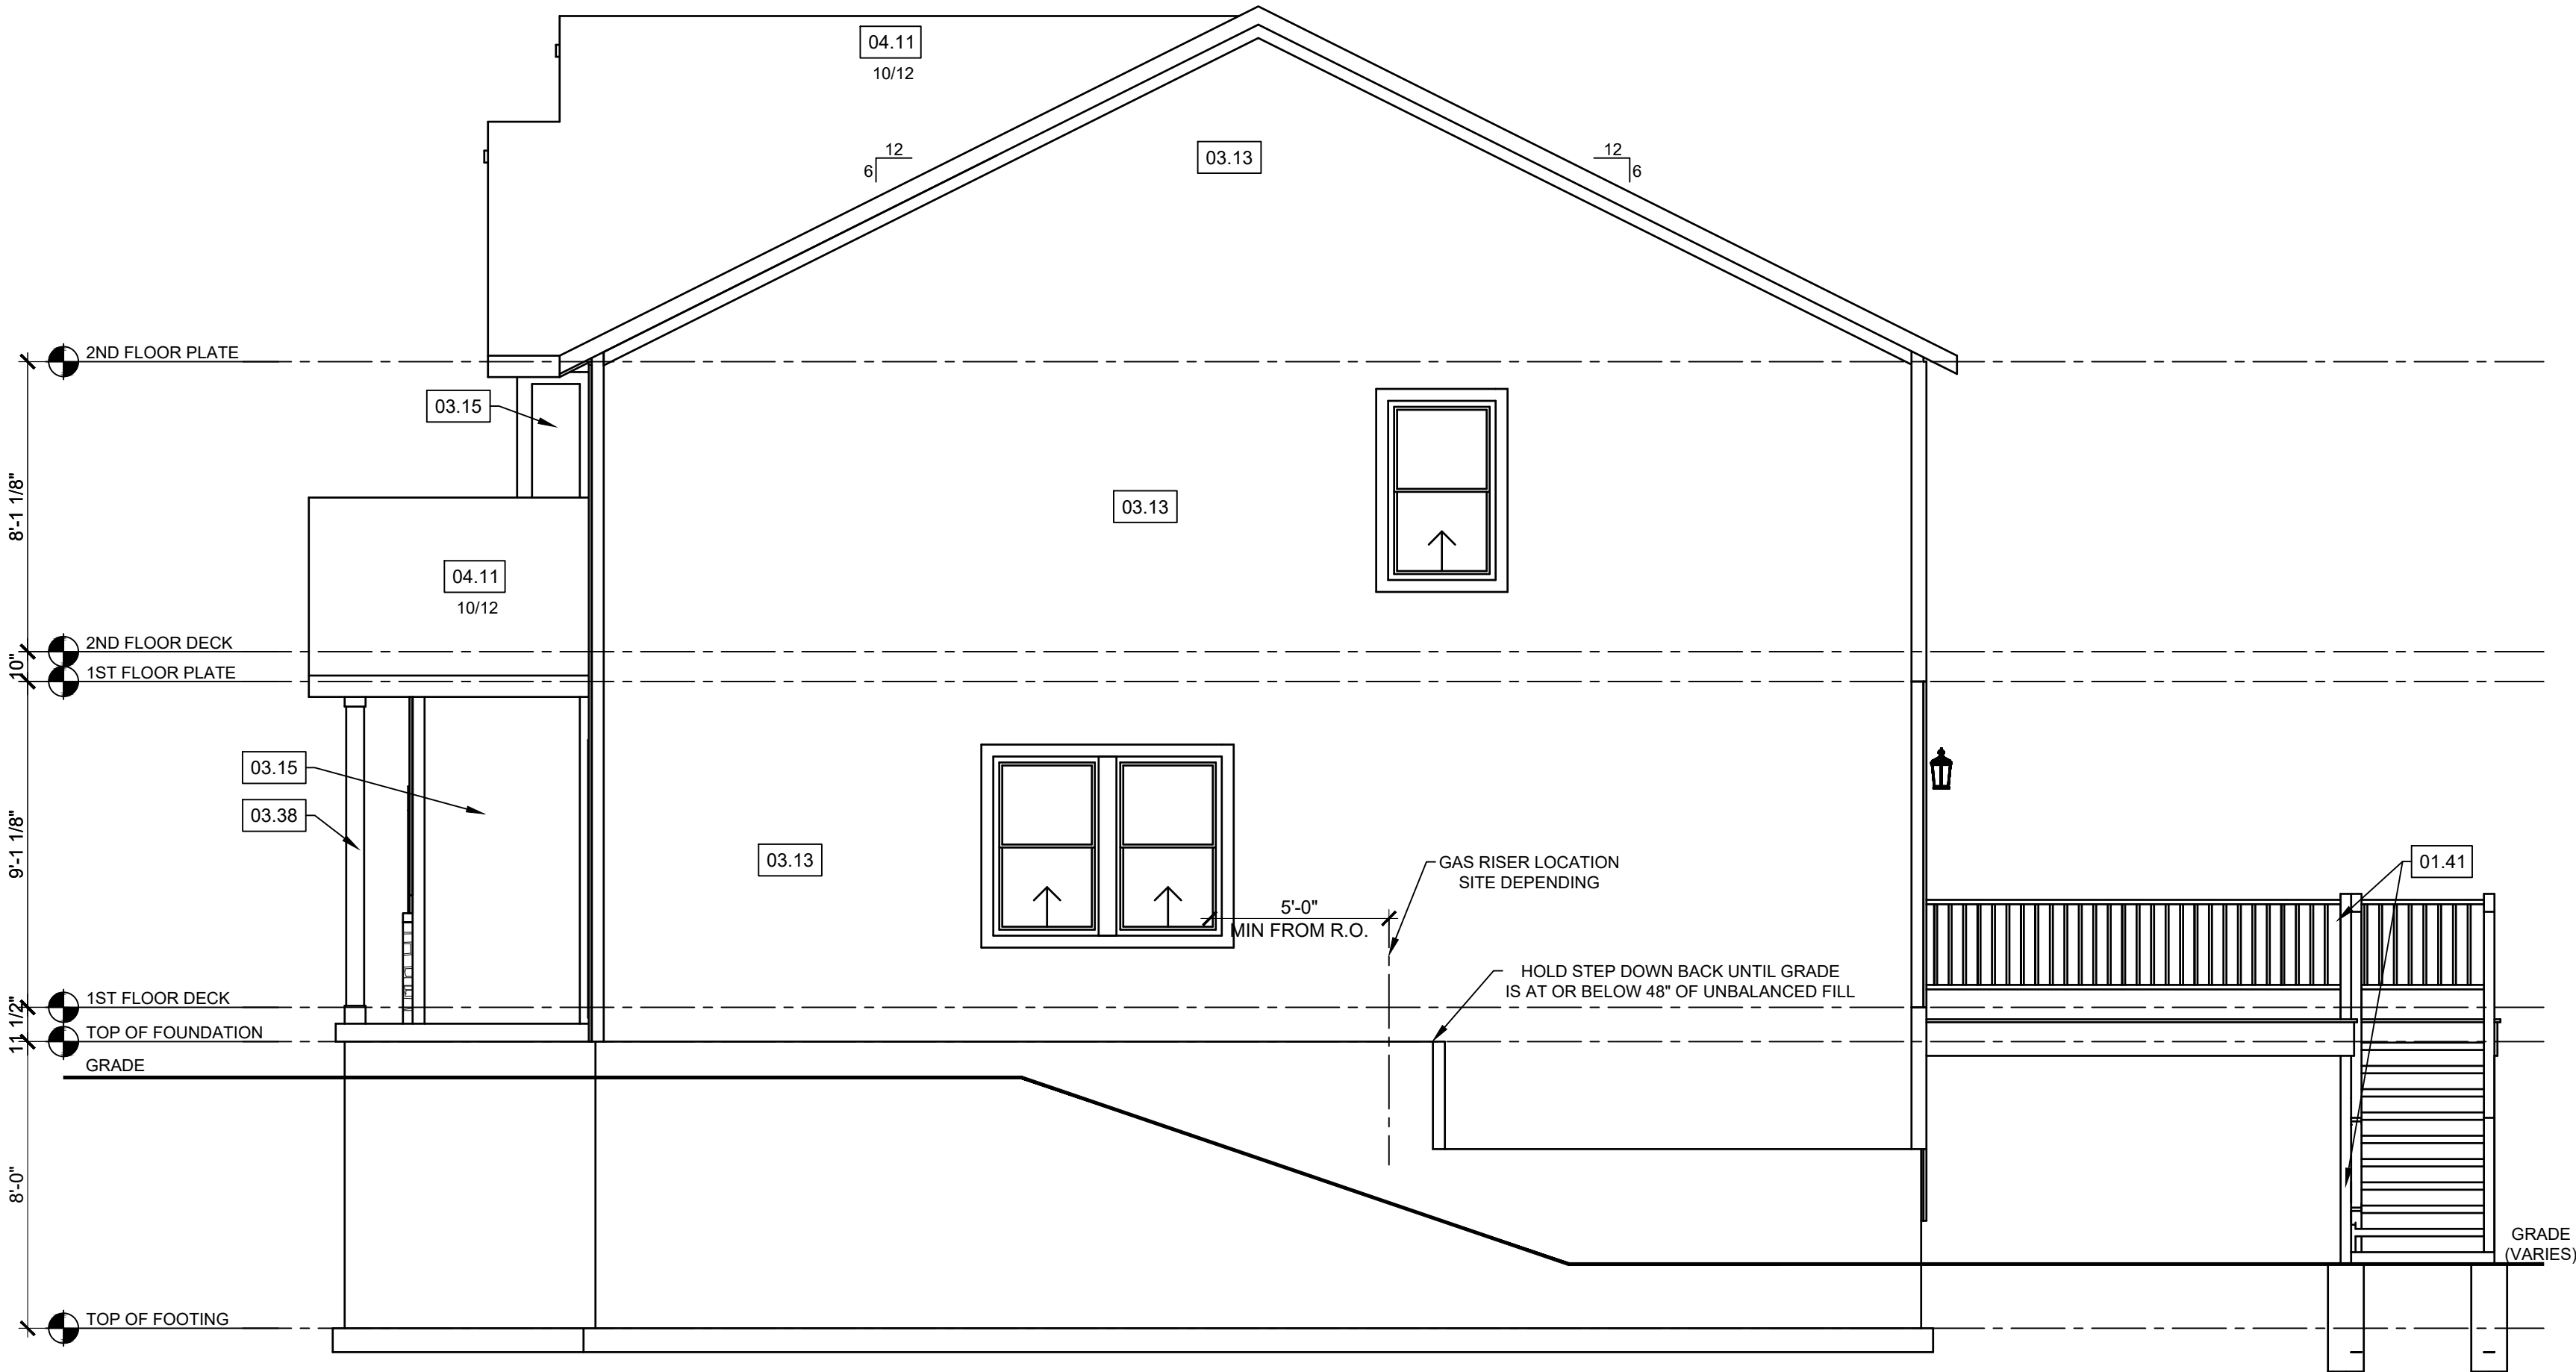 04.11
10/12
12
6
03.13
12
6
2ND FLOOR PLATE
03.15
8'-1 1/8"
03.13
04.11
10/12
2ND FLOOR DECK
10"
1ST FLOOR PLATE
03.15
03.38
9'-1 1/8"
03.13
GAS RISER LOCATION
SITE DEPENDING
01.41
5'-0"
MIN FROM R.O.
HOLD STEP DOWN BACK UNTIL GRADE
IS AT OR BELOW 48" OF UNBALANCED FILL
1ST FLOOR DECK
11 1/2"
TOP OF FOUNDATION
GRADE
8'-0"
GRADE
(VARIES)
TOP OF FOOTING